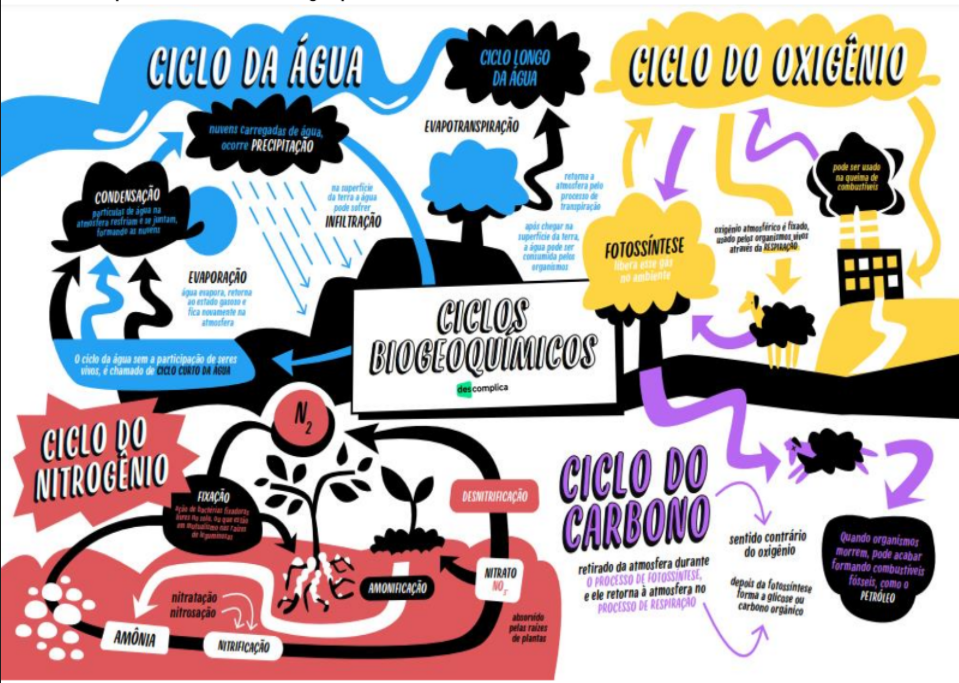 CICLO DA ÁGUA
CICLO LONGO
DA ÁGUA
CICLO DO OXIGÊNIO
nuvens carregadas de água,
ocorre PRECIPITAÇÃO
EVAPOTRANSPIRAÇÃO
CONDENSAÇÃO
partículas de água na
atmosfera resfriam e se juntam,
formando as nuvens
na superfície
da terra a água
pode sofrer
INFILTRAÇÃO
retorna a
atmosfera pelo
processo de
transpiração
após chegar na
superfície da terra,
a água pode ser
consumida pelos
organismos
EVAPORAÇÃO
água evapora, retorna
ao estado gasoso e
fica novamente na
atmosfera
O ciclo da água sem a participação de seres
vivos, é chamado de CICLO CURTO DA ÁGUA
pode ser usado
na queima de
combustíveis
FOTOSSÍNTESE
libera esse gas
no ambiente
oxigênio atmosférico é fixado,
usado pelos organismos vivos
através da RESPIRAÇÃO
CICLOS
BIOGEOQUÍMICOS
descomplica
CICLO DO
NITROGÊNIO
N2
FIXAÇÃO
Ação de bactérias fixadoras
livres no solo, ou que estão
em mutualismo nas raízes
de leguminosas
DESNITRIFICAÇÃO
AMONIFICAÇÃO
NITRATO
NO3
nitratação
nitrosação
AMÔNIA
NITRIFICAÇÃO
absorvido
pelas raízes
de plantas
CICLO DO
CARBONO
retirado da atmosfera durante
O PROCESSO DE FOTOSSÍNTESE,
e ele retorna à atmosfera no
PROCESSO DE RESPIRAÇÃO
sentido contrário
do oxigênio
depois da fotossíntese
forma a glicose ou
carbono orgânico
Quando organismos
morrem, pode acabar
formando combustíveis
fósseis, como o
PETRÓLEO